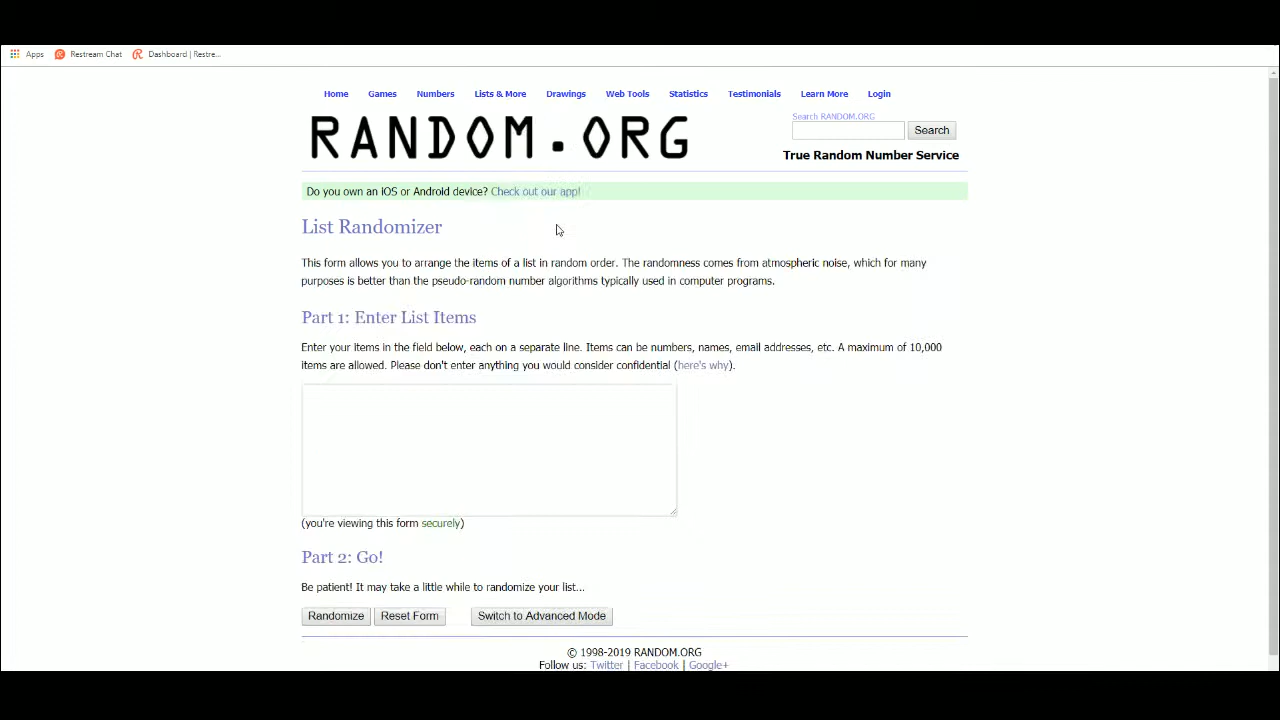 Apps Restream Chat Dashboard | Restre...
Home Games Numbers Lists & More Drawings Web Tools Statistics Testimonials Learn More Login
RANDOM.ORG
Search RANDOM.ORG
Search
True Random Number Service
Do you own an iOS or Android device? Check out our app!
List Randomizer
This form allows you to arrange the items of a list in random order. The randomness comes from atmospheric noise, which for many
purposes is better than the pseudo-random number algorithms typically used in computer programs.
Part 1: Enter List Items
Enter your items in the field below, each on a separate line. Items can be numbers, names, email addresses, etc. A maximum of 10,000
items are allowed. Please don't enter anything you would consider confidential (here's why).
(you're viewing this form securely)
Part 2: Go!
Be patient! It may take a little while to randomize your list...
Randomize Reset Form Switch to Advanced Mode
© 1998-2019 RANDOM.ORG
Follow us: Twitter | Facebook | Google+